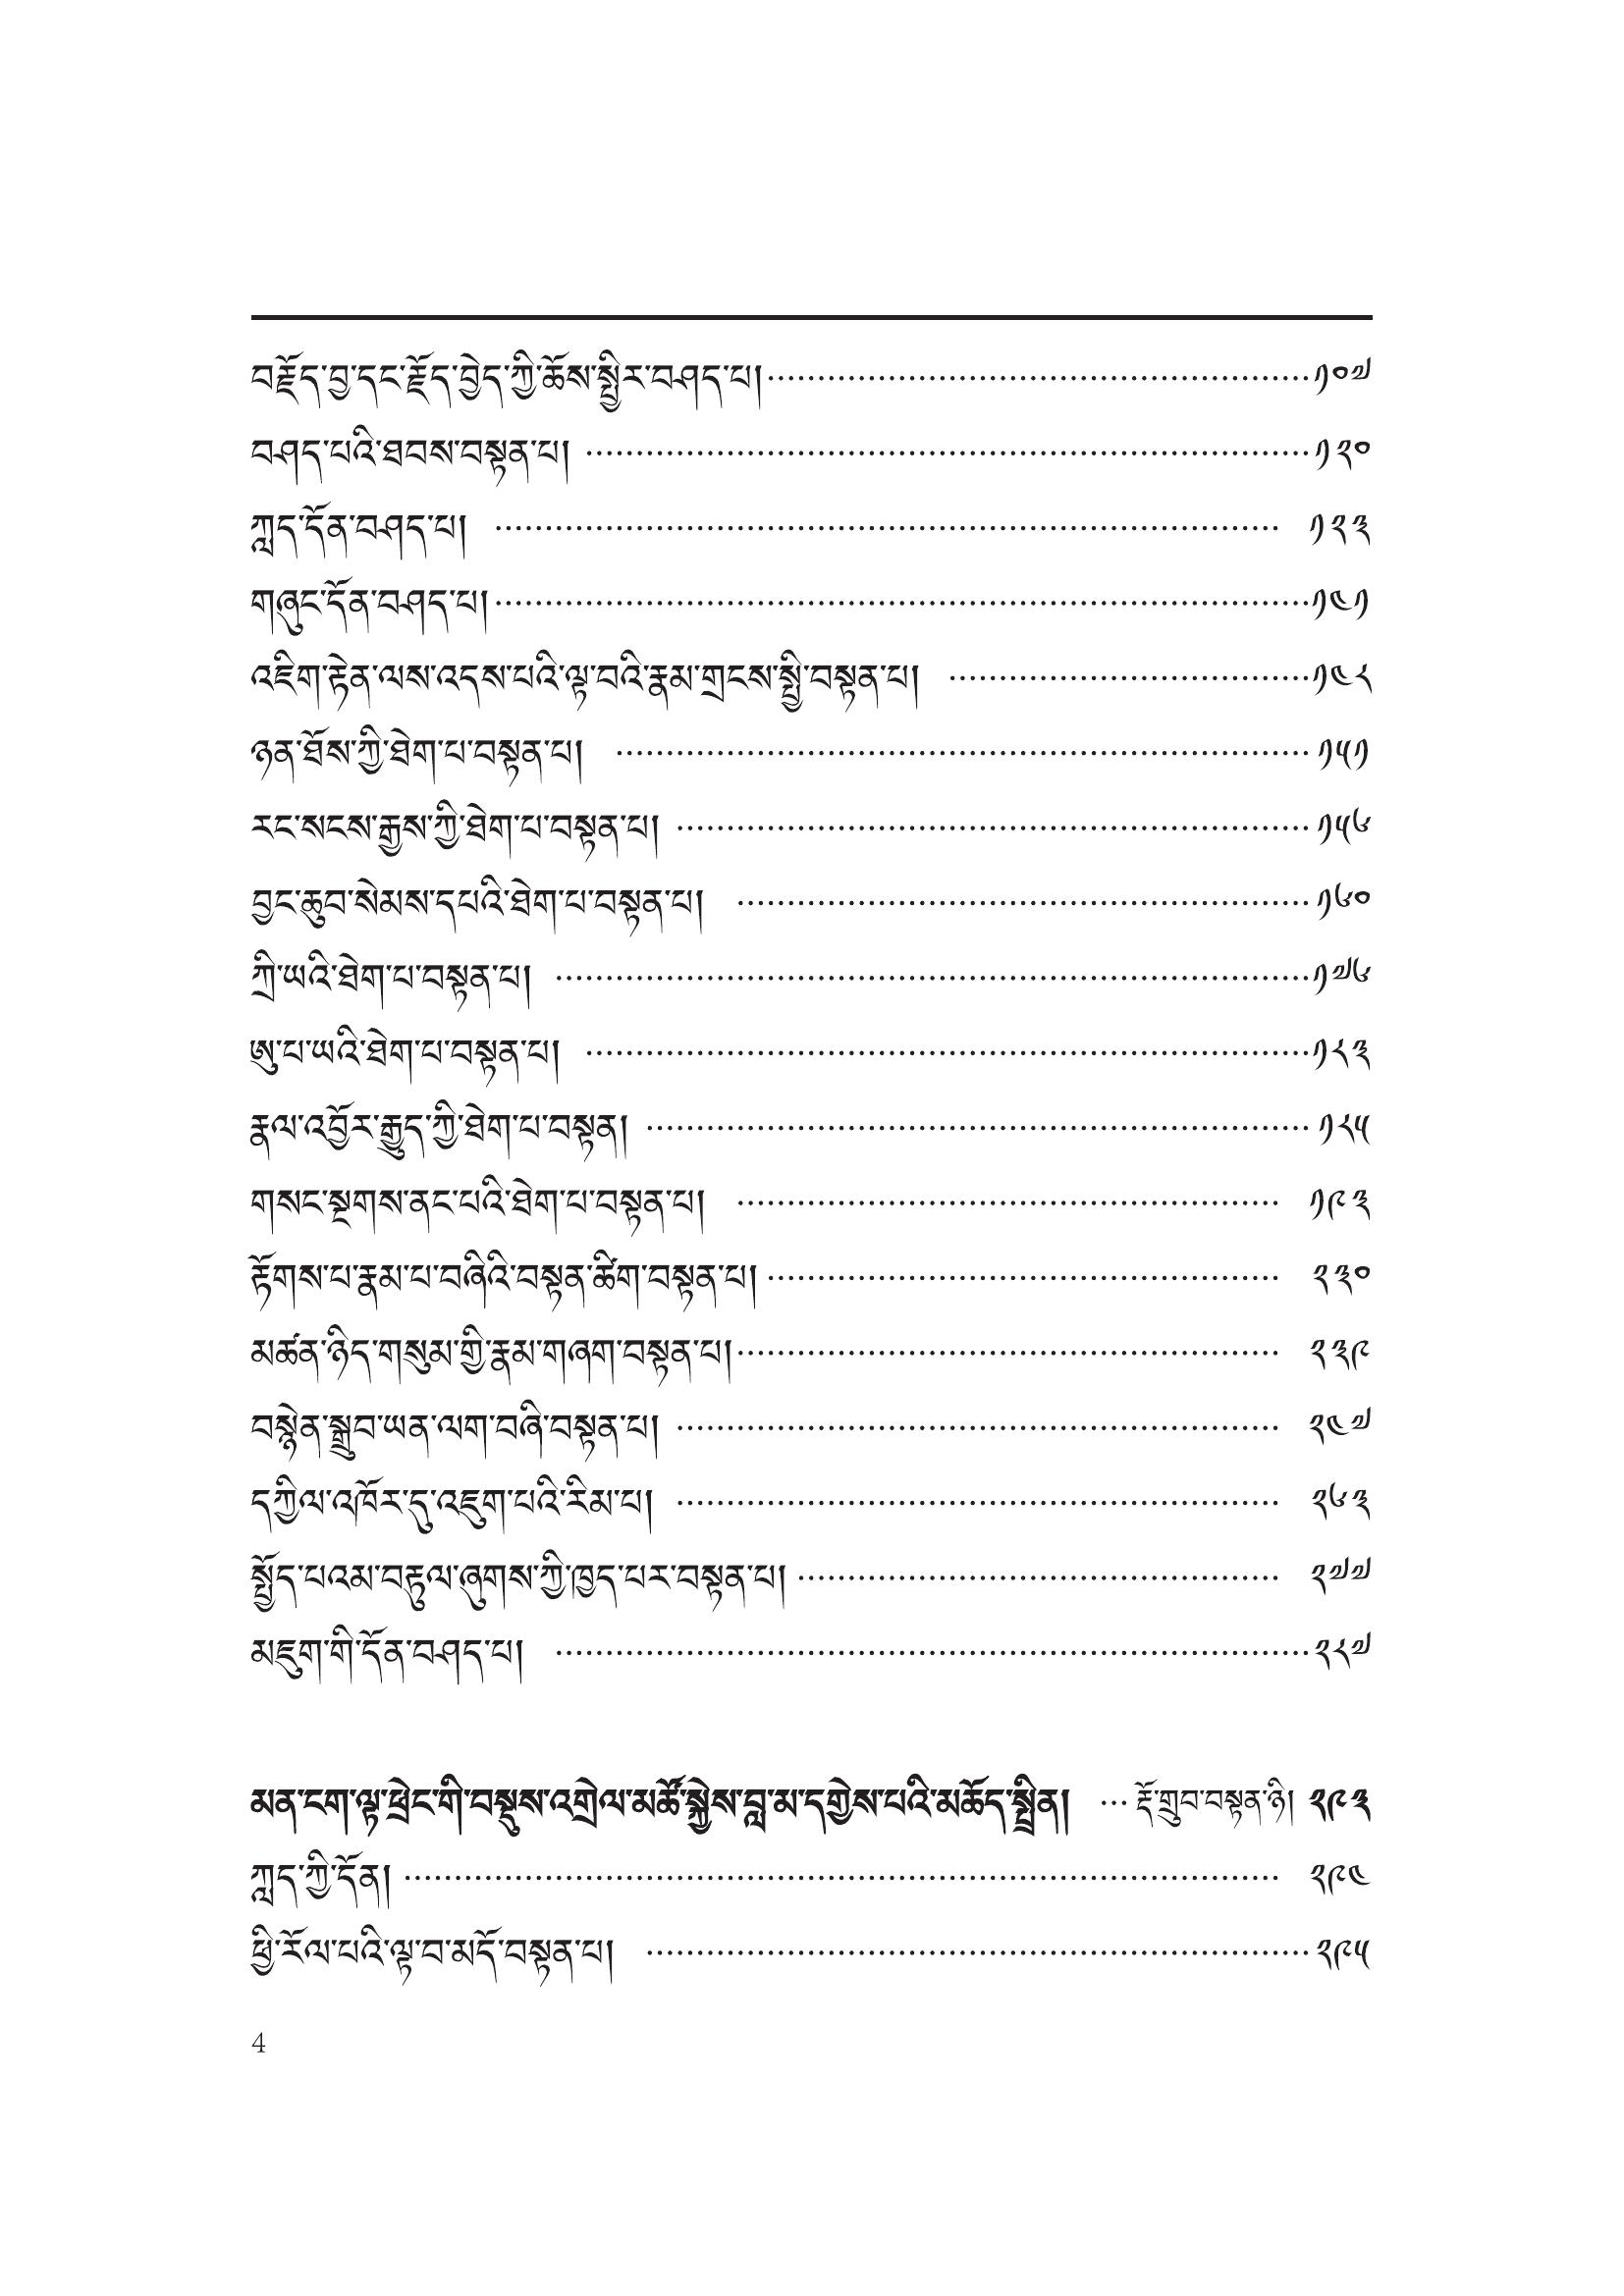 བརྗོད་བྱ་དང་རྗོད་བྱེད་ཀྱི་ཆོས་སྤྱིར་བཤད་པ།……………………༡༠༧
བཤད་པའི་ཐབས་བསྟན་པ། ……………………༡༢༠
ཀླད་དོན་བཤད་པ། …………………… ༡༢༣
གཞུང་དོན་བཤད་པ།……………………༡༤༡
འཇིག་རྟེན་ལས་འདས་པའི་ལྟ་བའི་རྣམ་གྲངས་སྤྱི་བསྟན་པ། ……………………༡༤༨
ཉན་ཐོས་ཀྱི་ཐེག་པ་བསྟན་པ། ……………………༡༥༡
རང་སངས་རྒྱས་ཀྱི་ཐེག་པ་བསྟན་པ། ……………………༡༥༦
བྱང་ཆུབ་སེམས་དཔའི་ཐེག་པ་བསྟན་པ། ……………………༡༦༠
ཀྲི་ཡའི་ཐེག་པ་བསྟན་པ། ……………………༡༧༦
ཨུ་པ་ཡའི་ཐེག་པ་བསྟན་པ། ……………………༡༨༣
རྣལ་འབྱོར་རྒྱུད་ཀྱི་ཐེག་པ་བསྟན། ……………………༡༨༥
གསང་སྔགས་ནང་པའི་ཐེག་པ་བསྟན་པ། …………………… ༡༩༣
རྟོགས་པ་རྣམ་པ་བཞིའི་བསྟན་ཚིག་བསྟན་པ། …………………… ༢༣༠
མཚན་ཉིད་གསུམ་གྱི་རྣམ་གཞག་བསྟན་པ།…………………… ༢༣༩
བསྙེན་སྒྲུབ་ཡན་ལག་བཞི་བསྟན་པ། …………………… ༢༤༧
དཀྱིལ་འཁོར་དུ་འཇུག་པའི་རིམ་པ། …………………… ༢༦༣
སྤྱོད་པའམ་བརྟུལ་ཞུགས་ཀྱི་ཁྱད་པར་བསྟན་པ། …………………… ༢༧༧
མཇུག་གི་དོན་བཤད་པ། ……………………༢༨༧
མན་ངག་ལྟ་ཕྲེང་གི་བསྡུས་འགྲེལ་མཚོ་སྐྱེས་བླ་མ་དགྱེས་པའི་མཆོད་སྤྲིན། … རྡོ་གྲུབ་བསྟན་ཉི། ༢༩༣
ཀླད་ཀྱི་དོན། …………………… ༢༩༤
ཕྱི་རོལ་པའི་ལྟ་བ་མདོ་བསྟན་པ། ……………………༢༩༥
4